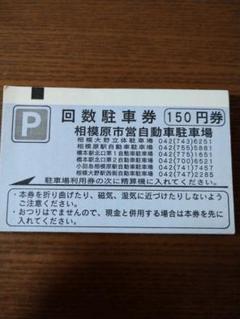 P 回数駐車券 150円券
相模原市営自動車駐車場
相模大野立体駐車場 042(743)6251
相模原駅自動車駐車場 042(755)5881
橋本駅北口第1自動車駐車場 042(775)1651
橋本駅北口第2自動車駐車場 042(700)6521
小田急相模原駅自動車駐車場 042(741)7422
相模大野駅西側自動車駐車場 042(747)2285
駐車場利用券の次に精算機に入れてください。
・本券を折り曲げたり、磁気、湿気に近づけたりしないよう
ご注意ください。
・おつりはでませんので、現金と併用する場合は本券を先に
入れてください。